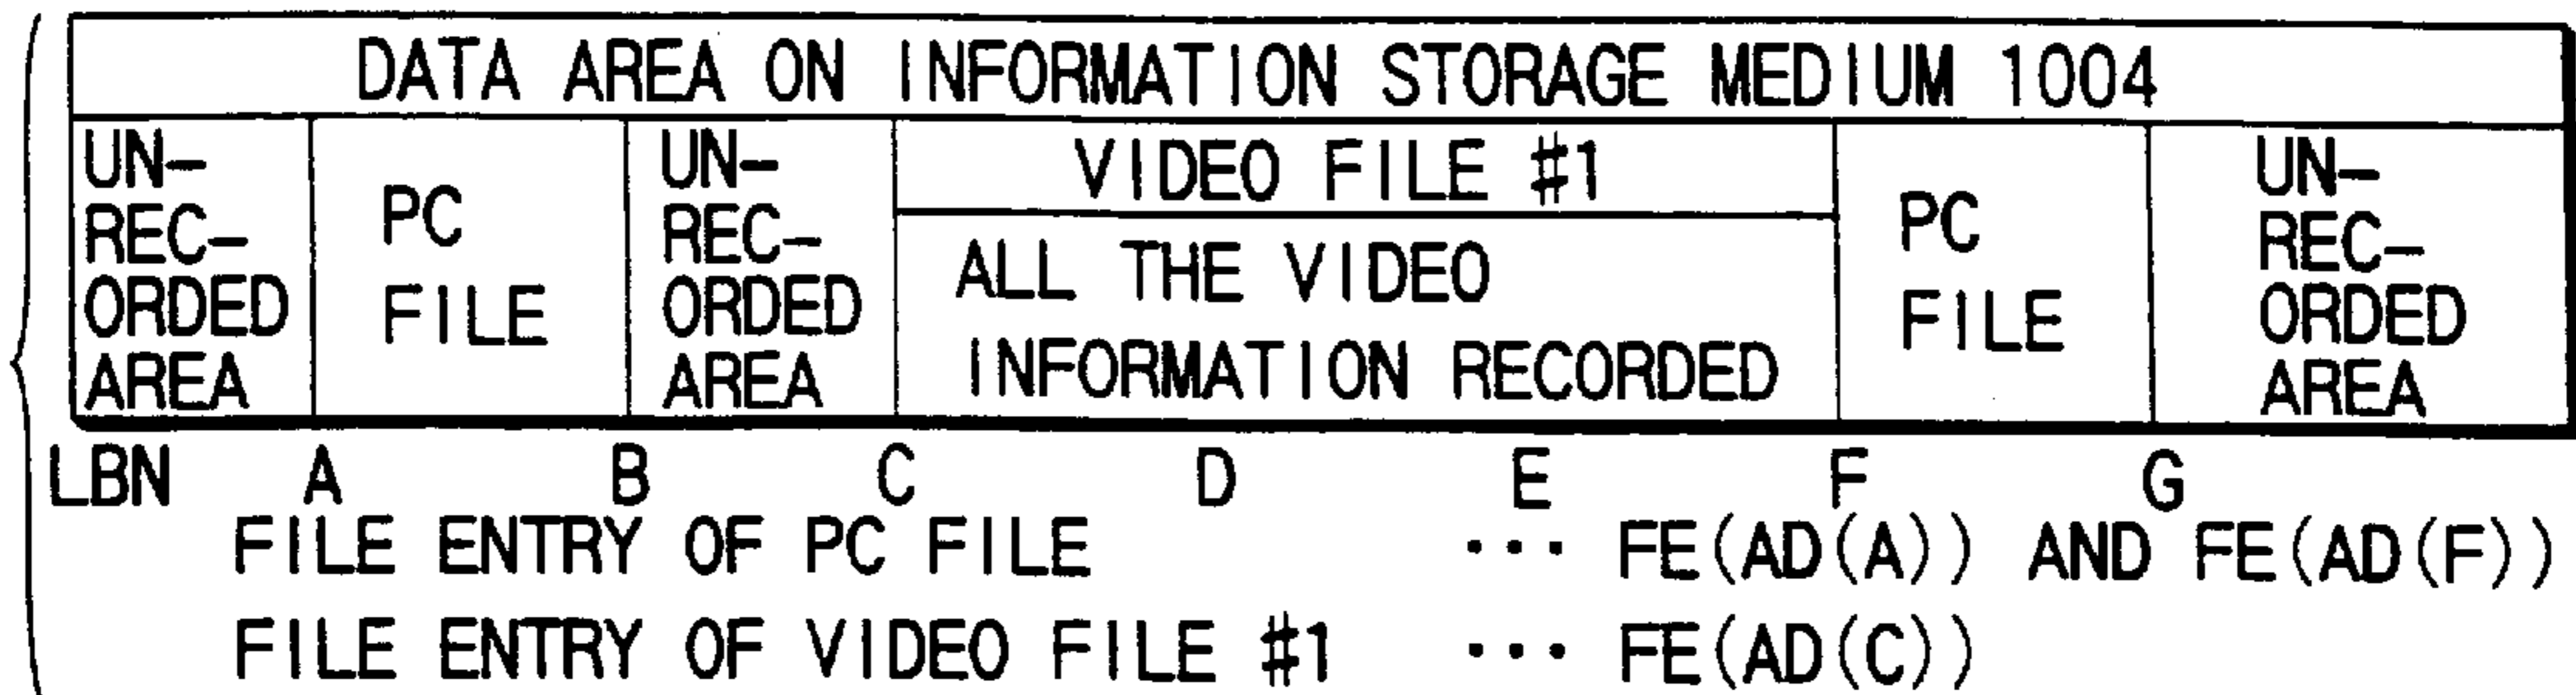 DATA AREA ON INFORMATION STORAGE MEDIUM 1004
UN-
REC-
ORDED
AREA
PC
FILE
UN-
REC-
ORDED
AREA
VIDEO FILE #1
ALL THE VIDEO
INFORMATION RECORDED
PC
FILE
UN-
REC-
ORDED
AREA
LBN A B C D E F G
FILE ENTRY OF PC FILE ··· FE(AD(A)) AND FE(AD(F))
FILE ENTRY OF VIDEO FILE #1 ··· FE(AD(C))